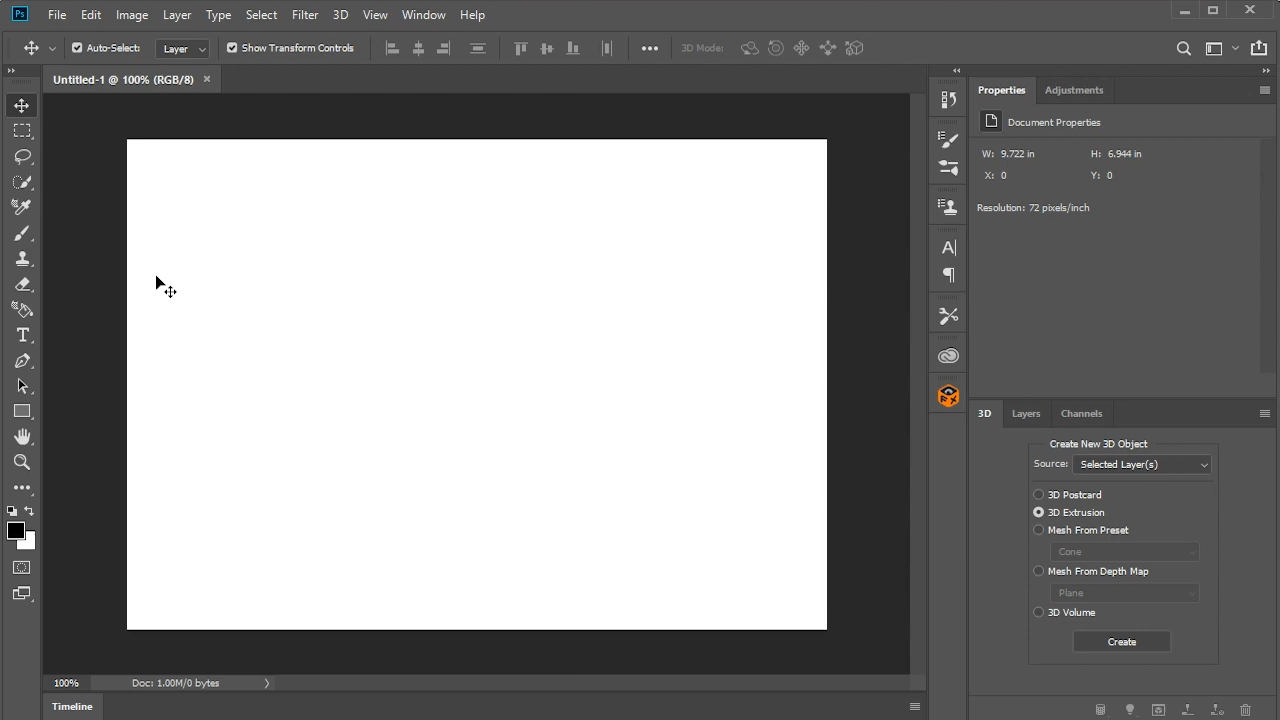 Ps File Edit Image Layer Type Select Filter 3D View Window Help
Auto-Select: Layer Show Transform Controls 3D Mode:
Untitled-1 @ 100% (RGB/8)
Properties Adjustments
Document Properties
W: 9.722 in H: 6.944 in
X: 0 Y: 0
Resolution: 72 pixels/inch
3D Layers Channels
Create New 3D Object
Source: Selected Layer(s)
3D Postcard
3D Extrusion
Mesh From Preset
Cone
Mesh From Depth Map
Plane
3D Volume
Create
100% Doc: 1.00M/0 bytes
Timeline